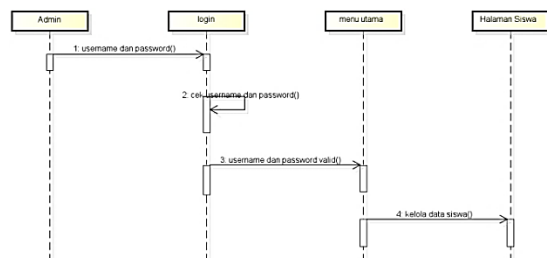 Admin
login
menu utama
Halaman Siswa
1: username dan password()
2. cek username dan password()
3. username dan password valid()
4: kelola data siswa()